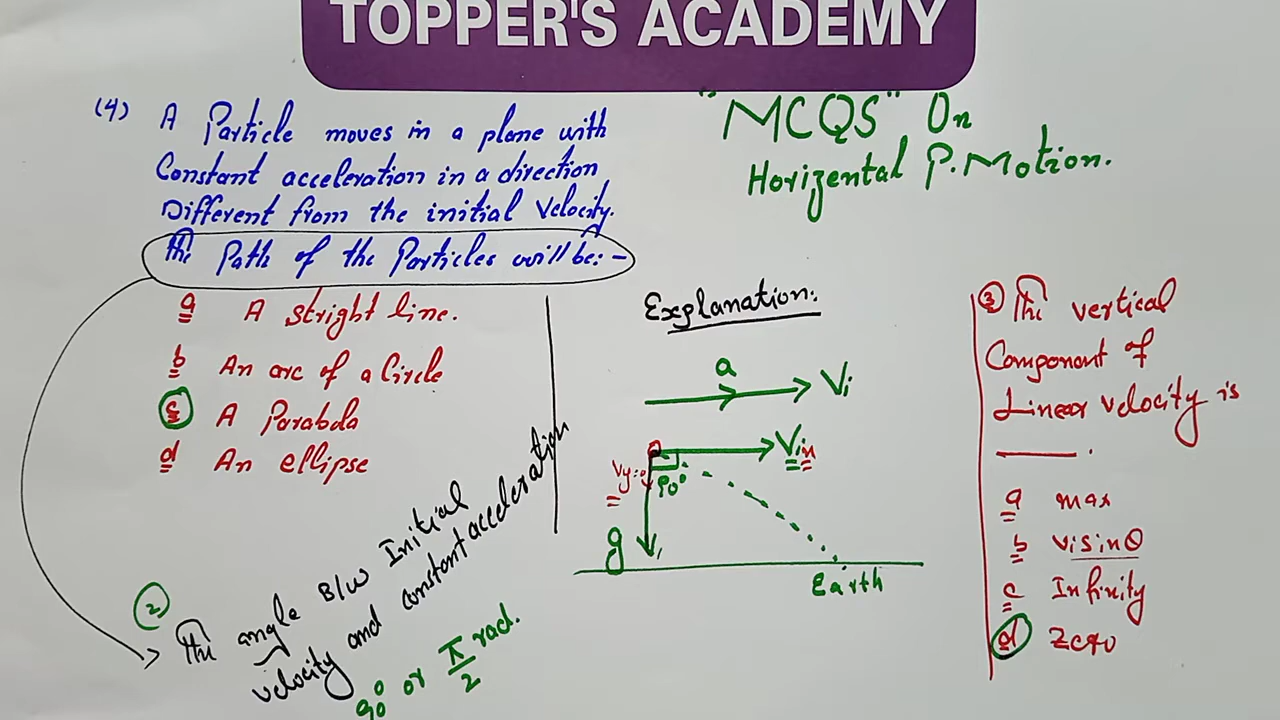 TOPPER'S ACADEMY
"MCQS" On
Horizental P.Motion.
(4) A Particle moves in a plane with
Constant acceleration in a direction
Different from the initial velocity.
The Path of the Particles will be:-
a A stright line.
b An arc of a Circle
c A Parabola
d An ellipse
(2) The angle B/W Initial
velocity and constant acceleration
90° or π/2 rad.
Explanation:
a Vi
Vix
Vy=0
90°
g
Earth
③ The vertical
Component of
Linear velocity is
______.
a max
b visinθ
c Infinity
d Zero